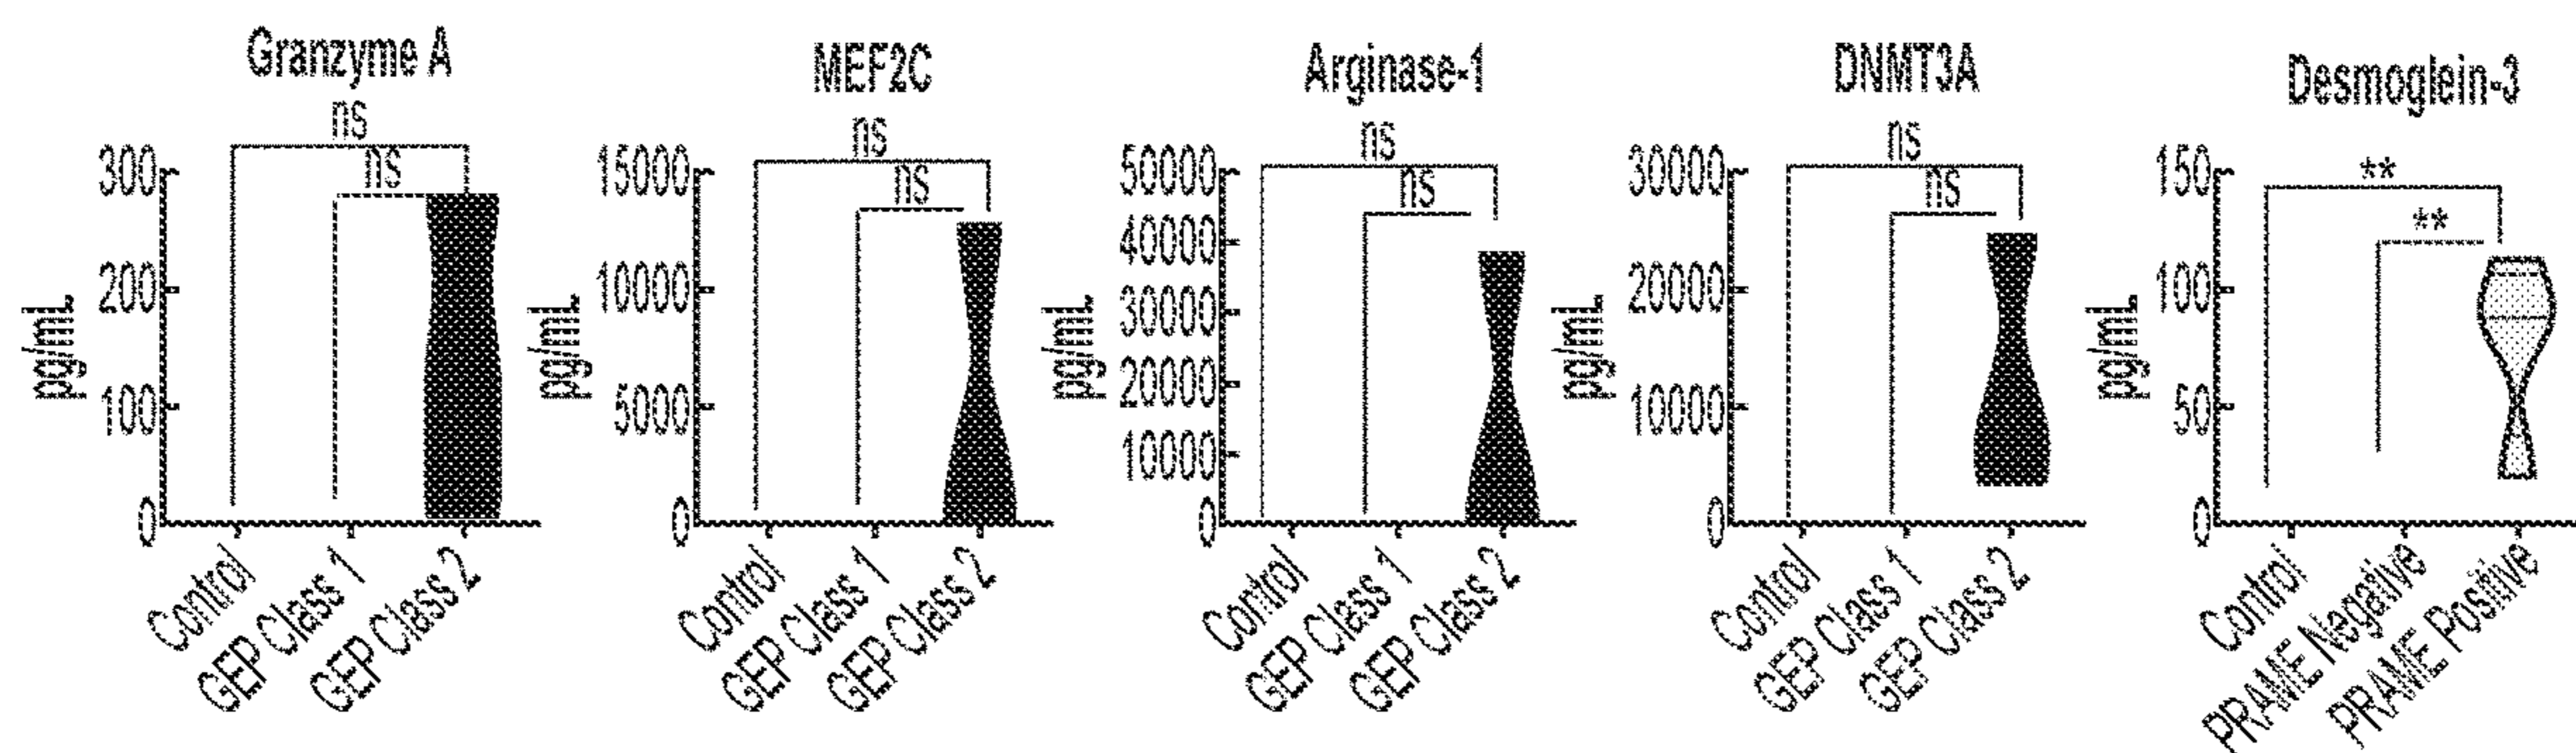 Granzyme A
ns
ns
300
200
100
0
pg/mL
Control
GEP Class 1
GEP Class 2
MEF2C
ns
ns
15000
10000
5000
0
pg/mL
Control
GEP Class 1
GEP Class 2
Arginase-1
ns
ns
50000
40000
30000
20000
10000
0
pg/mL
Control
GEP Class 1
GEP Class 2
DNMT3A
ns
ns
30000
20000
10000
0
pg/mL
Control
GEP Class 1
GEP Class 2
Desmoglein-3
**
**
150
100
50
0
pg/mL
Control
PRAME Negative
PRAME Positive